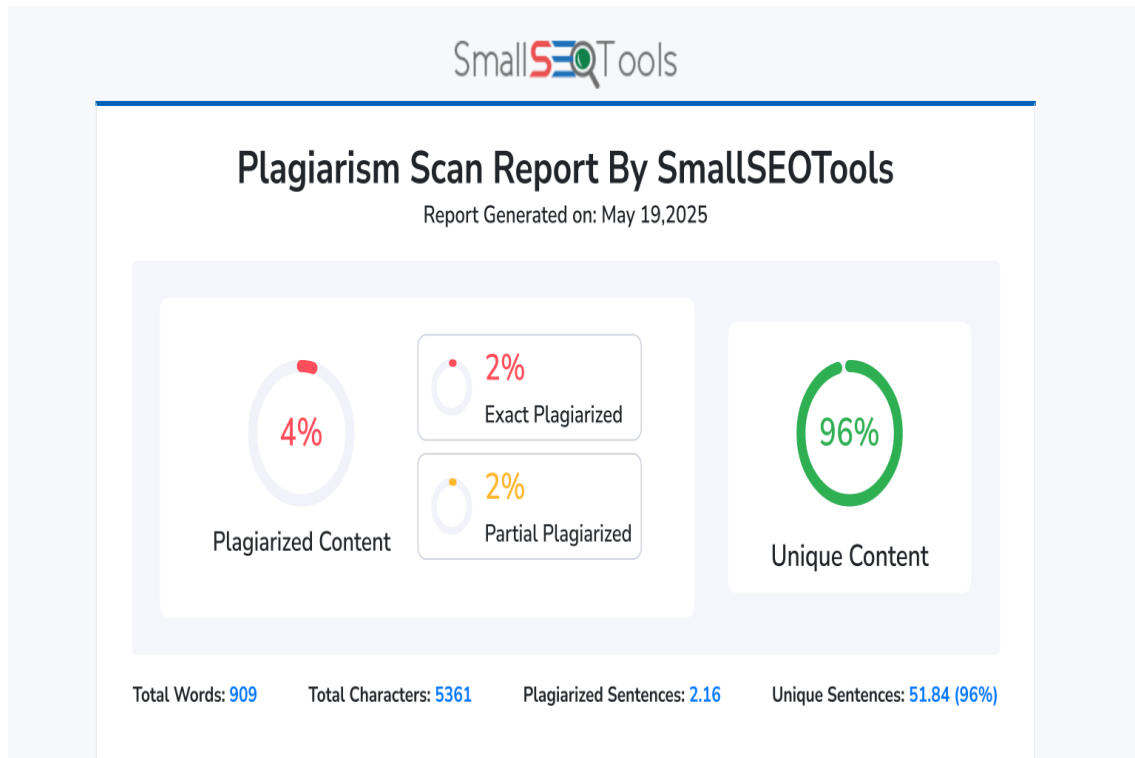 SmallSEOTools
Plagiarism Scan Report By SmallSEOTools
Report Generated on: May 19,2025
4%
Plagiarized Content
2%
Exact Plagiarized
2%
Partial Plagiarized
96%
Unique Content
Total Words: 909 Total Characters: 5361 Plagiarized Sentences: 2.16 Unique Sentences: 51.84 (96%)